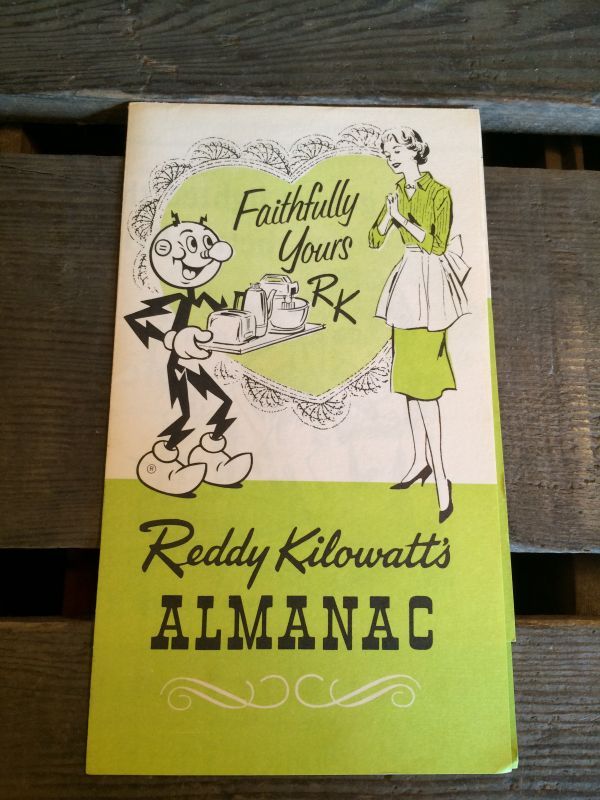 Faithfully
Yours
RK
®
Reddy Kilowatt's
ALMANAC